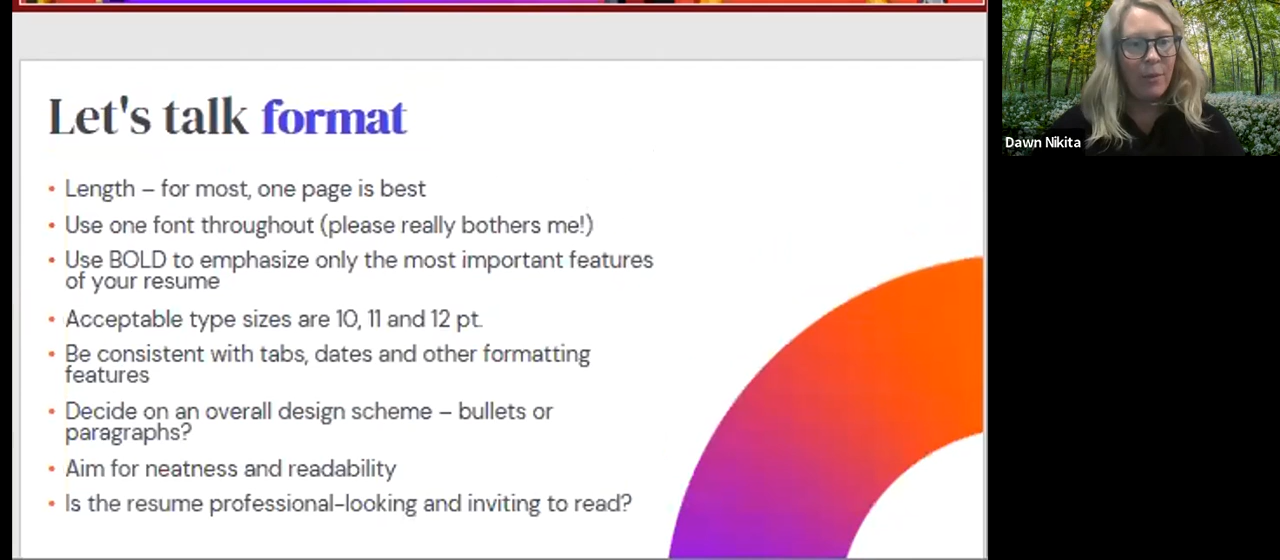 Let's talk format
• Length – for most, one page is best
• Use one font throughout (please really bothers me!)
• Use BOLD to emphasize only the most important features
of your resume
• Acceptable type sizes are 10, 11 and 12 pt.
• Be consistent with tabs, dates and other formatting
features
• Decide on an overall design scheme – bullets or
paragraphs?
• Aim for neatness and readability
• Is the resume professional-looking and inviting to read?
Dawn Nikita